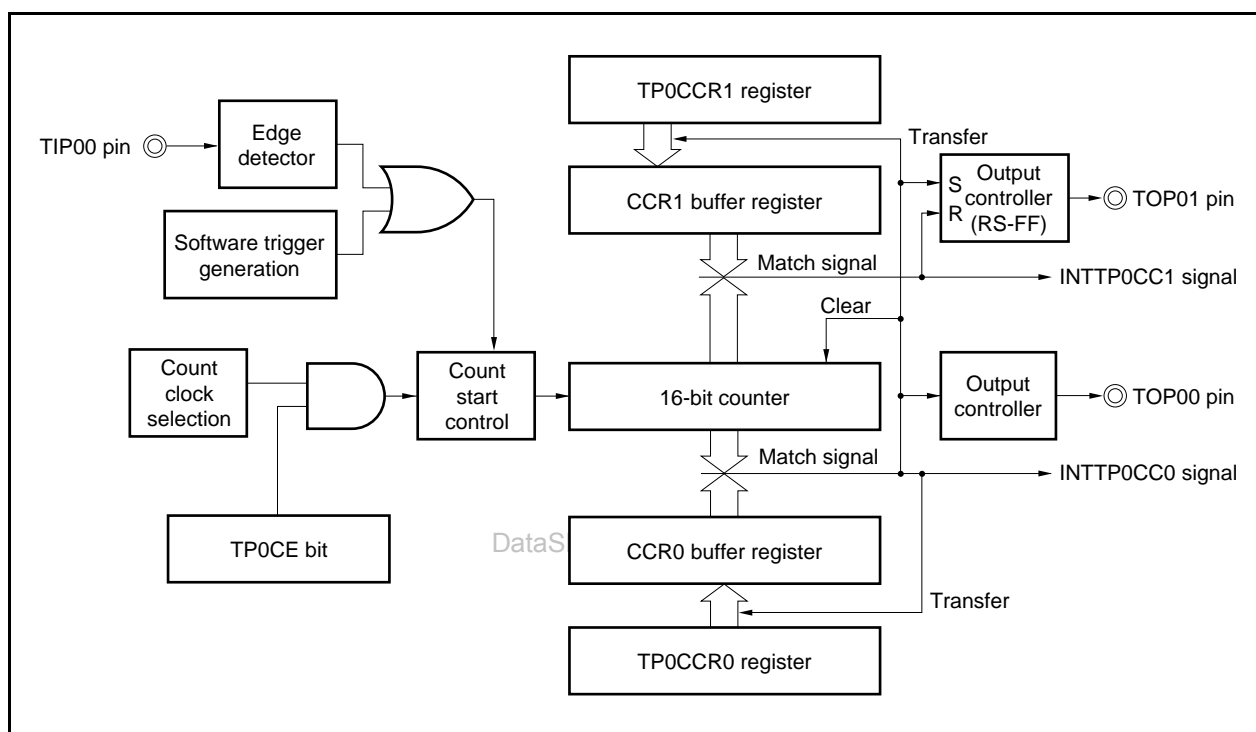 TP0CCR1 register
Edge
detector
TIP00 pin
Transfer
S
R
Output
controller
(RS-FF)
TOP01 pin
CCR1 buffer register
Software trigger
generation
Match signal
INTTP0CC1 signal
Clear
Count
clock
selection
Count
start
control
16-bit counter
Output
controller
TOP00 pin
Match signal
INTTP0CC0 signal
TP0CE bit
DataS
CCR0 buffer register
Transfer
TP0CCR0 register